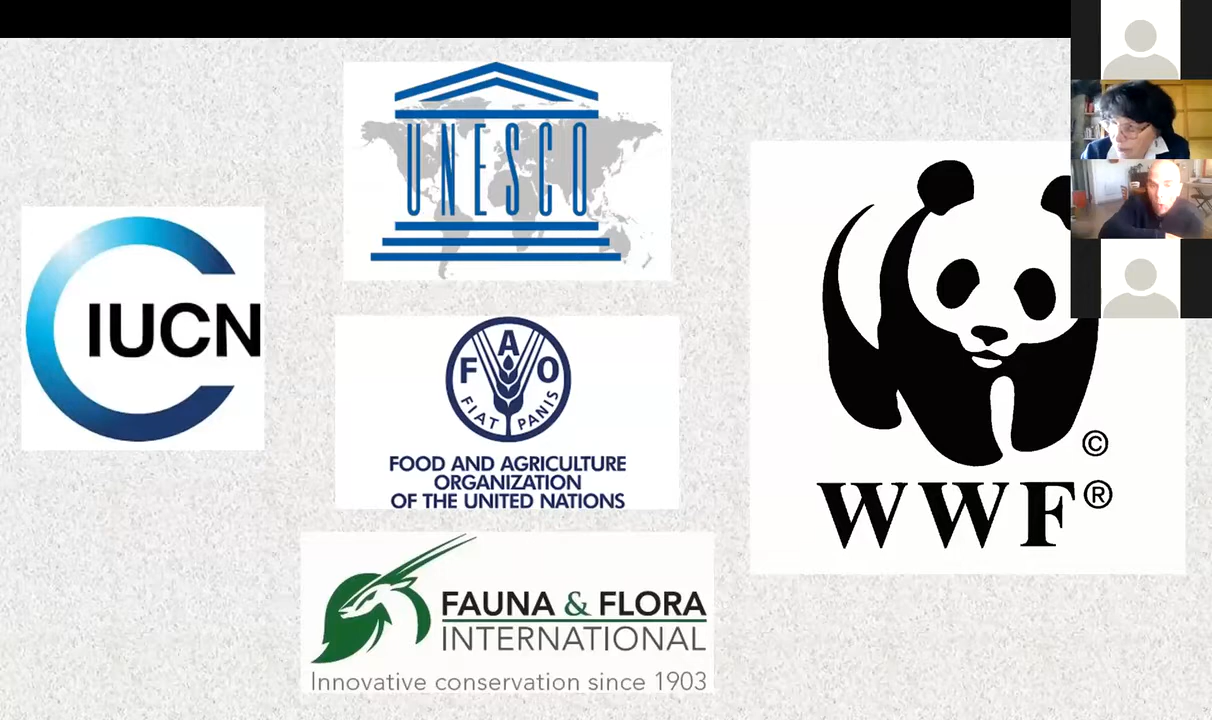 IUCN
UNESCO
F A O
FIAT PANIS
FOOD AND AGRICULTURE
ORGANIZATION
OF THE UNITED NATIONS
FAUNA & FLORA
INTERNATIONAL
Innovative conservation since 1903
©
WWF®